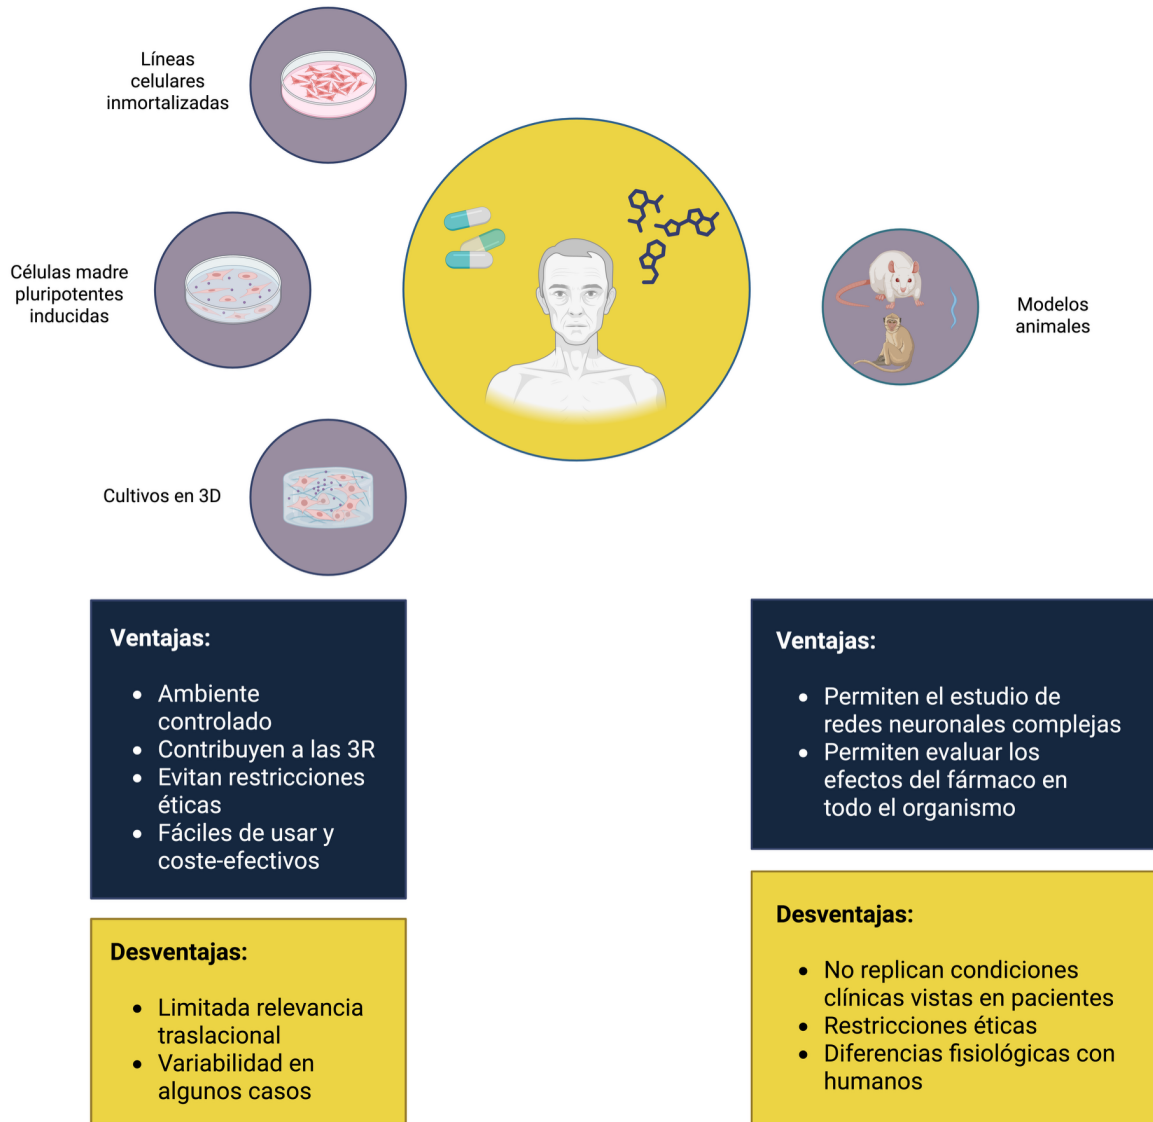 Líneas
celulares
inmortalizadas
Células madre
pluripotentes
inducidas
Cultivos en 3D
Modelos
animales
Ventajas:
• Ambiente
controlado
• Contribuyen a las 3R
• Evitan restricciones
éticas
• Fáciles de usar y
coste-efectivos
Desventajas:
• Limitada relevancia
traslacional
• Variabilidad en
algunos casos
Ventajas:
• Permiten el estudio de
redes neuronales complejas
• Permiten evaluar los
efectos del fármaco en
todo el organismo
Desventajas:
• No replican condiciones
clínicas vistas en pacientes
• Restricciones éticas
• Diferencias fisiológicas con
humanos